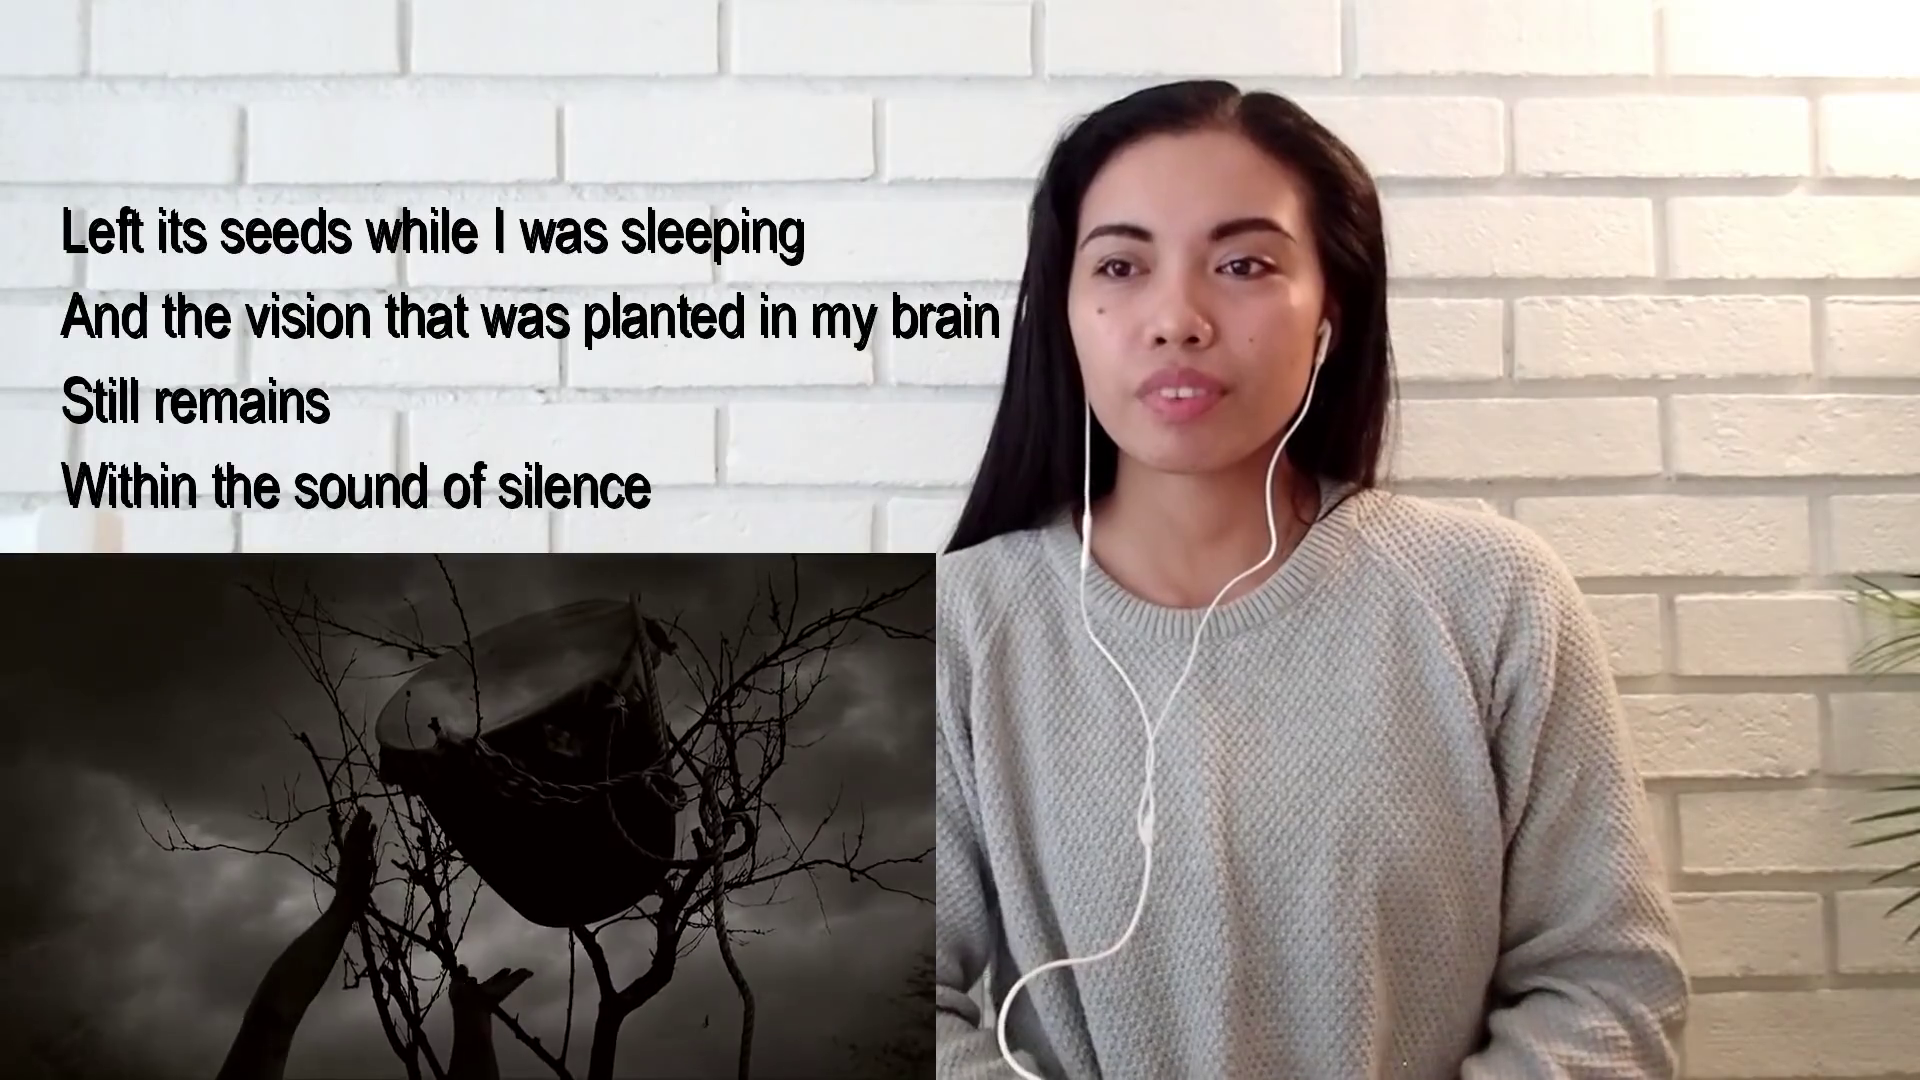 Left its seeds while I was sleeping
And the vision that was planted in my brain
Still remains
Within the sound of silence